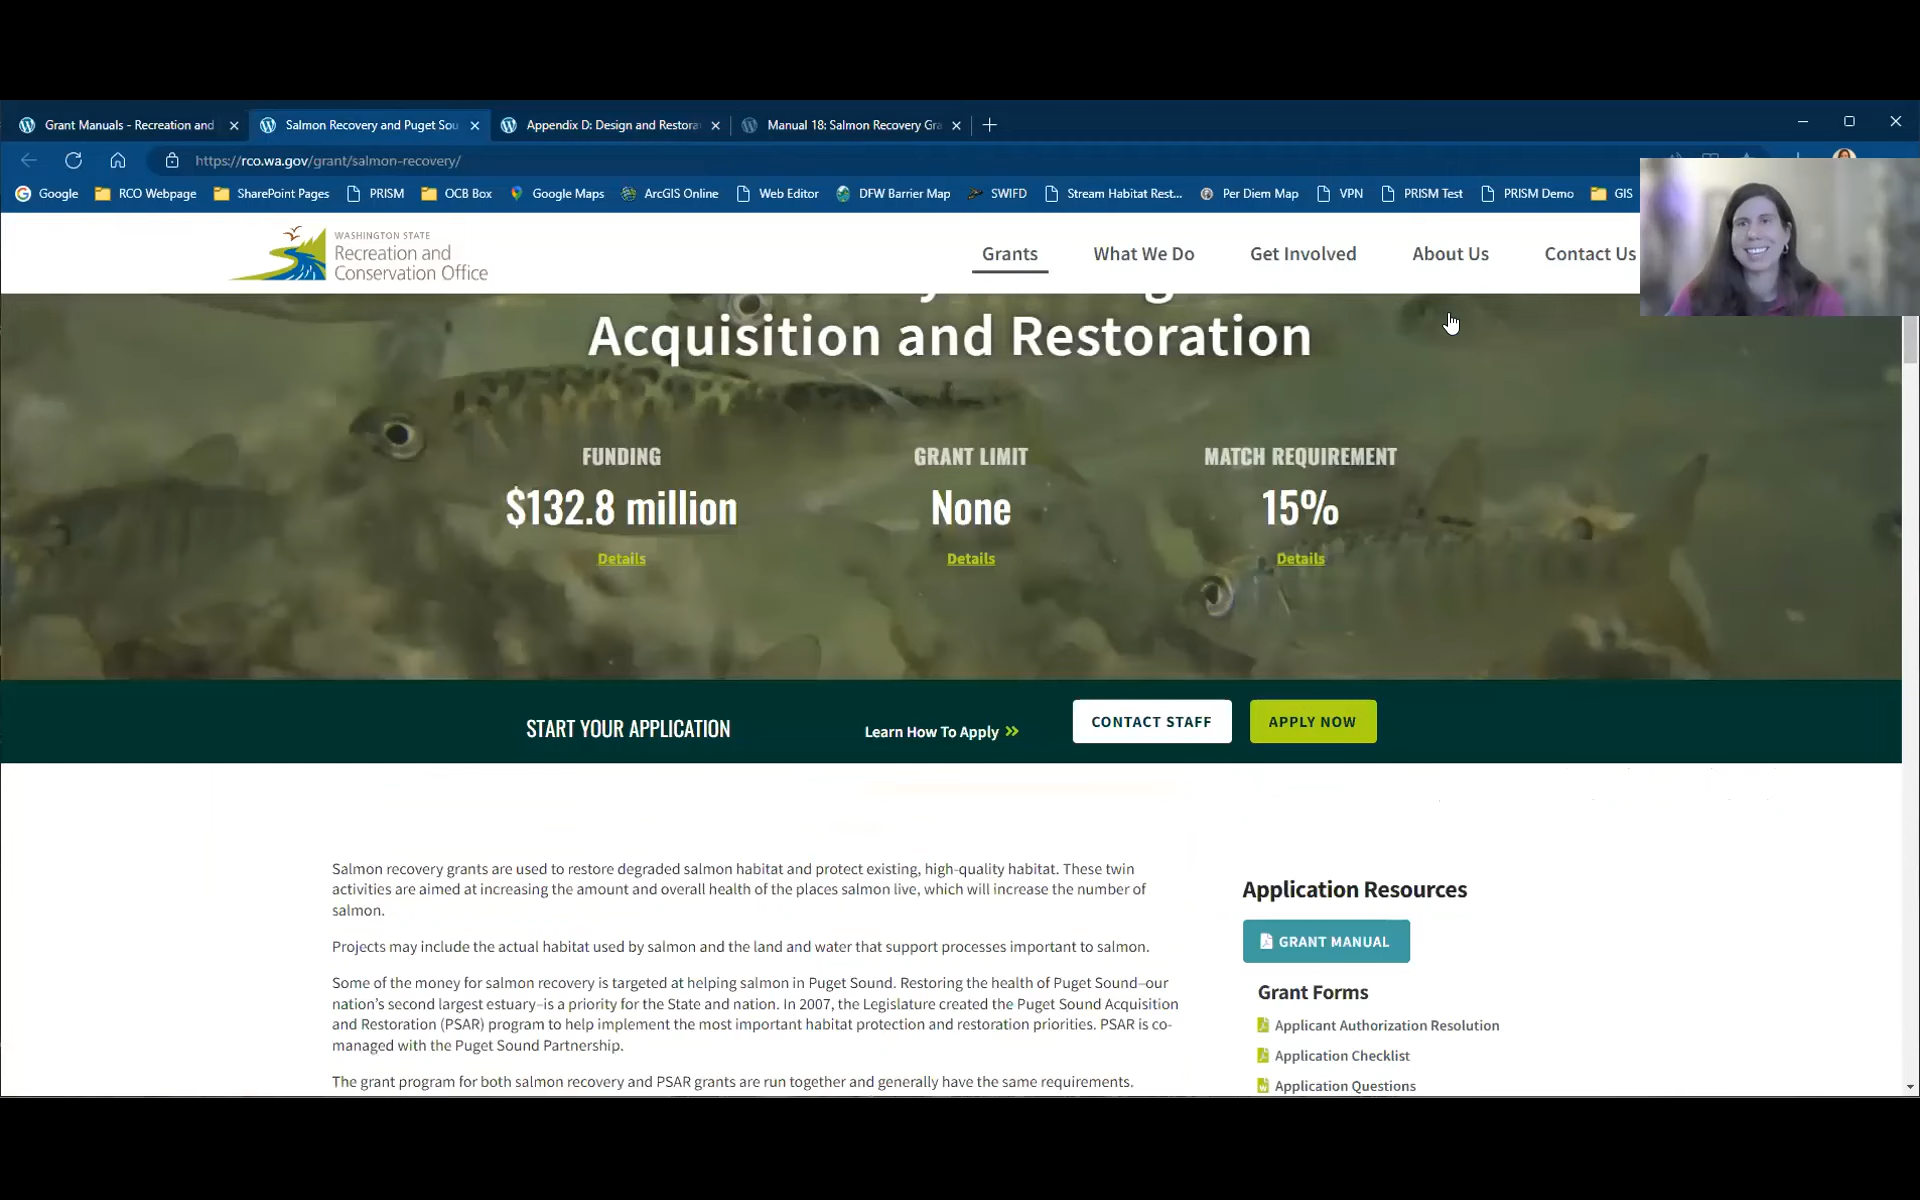 Grant Manuals - Recreation and
Salmon Recovery and Puget Sou
Appendix D: Design and Restora
Manual 18: Salmon Recovery Gra
https://rco.wa.gov/grant/salmon-recovery/
Google
RCO Webpage
SharePoint Pages
PRISM
OCB Box
Google Maps
ArcGIS Online
Web Editor
DFW Barrier Map
SWIFD
Stream Habitat Rest...
Per Diem Map
VPN
PRISM Test
PRISM Demo
GIS
WASHINGTON STATE
Recreation and
Conservation Office
Grants
What We Do
Get Involved
About Us
Contact Us
Acquisition and Restoration
FUNDING
$132.8 million
Details
GRANT LIMIT
None
Details
MATCH REQUIREMENT
15%
Details
START YOUR APPLICATION
Learn How To Apply »
CONTACT STAFF
APPLY NOW
Salmon recovery grants are used to restore degraded salmon habitat and protect existing, high-quality habitat. These twin
activities are aimed at increasing the amount and overall health of the places salmon live, which will increase the number of
salmon.
Projects may include the actual habitat used by salmon and the land and water that support processes important to salmon.
Some of the money for salmon recovery is targeted at helping salmon in Puget Sound. Restoring the health of Puget Sound–our
nation's second largest estuary–is a priority for the State and nation. In 2007, the Legislature created the Puget Sound Acquisition
and Restoration (PSAR) program to help implement the most important habitat protection and restoration priorities. PSAR is co-
managed with the Puget Sound Partnership.
The grant program for both salmon recovery and PSAR grants are run together and generally have the same requirements.
Application Resources
GRANT MANUAL
Grant Forms
Applicant Authorization Resolution
Application Checklist
Application Questions